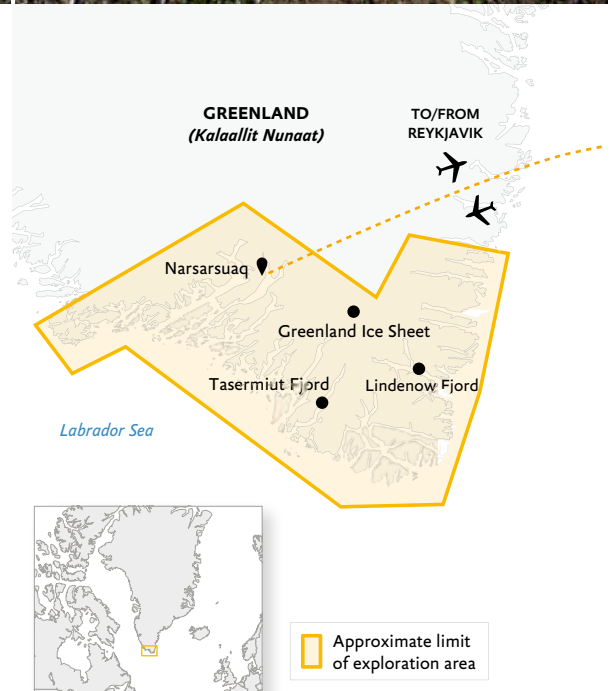 GREENLAND
(Kalaallit Nunaat)
TO/FROM
REYKJAVIK
Narsarsuaq
Greenland Ice Sheet
Tasermiut Fjord
Lindenow Fjord
Labrador Sea
Approximate limit
of exploration area